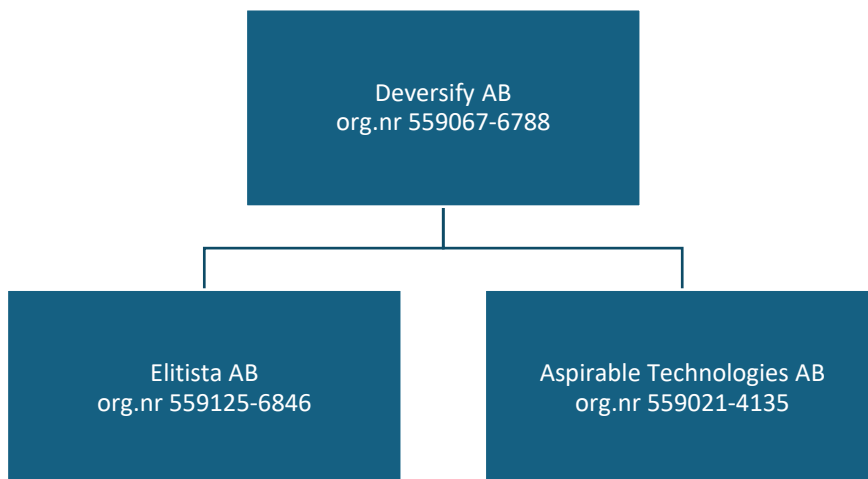 Deversify AB
org.nr 559067-6788
Elitista AB
org.nr 559125-6846
Aspirable Technologies AB
org.nr 559021-4135